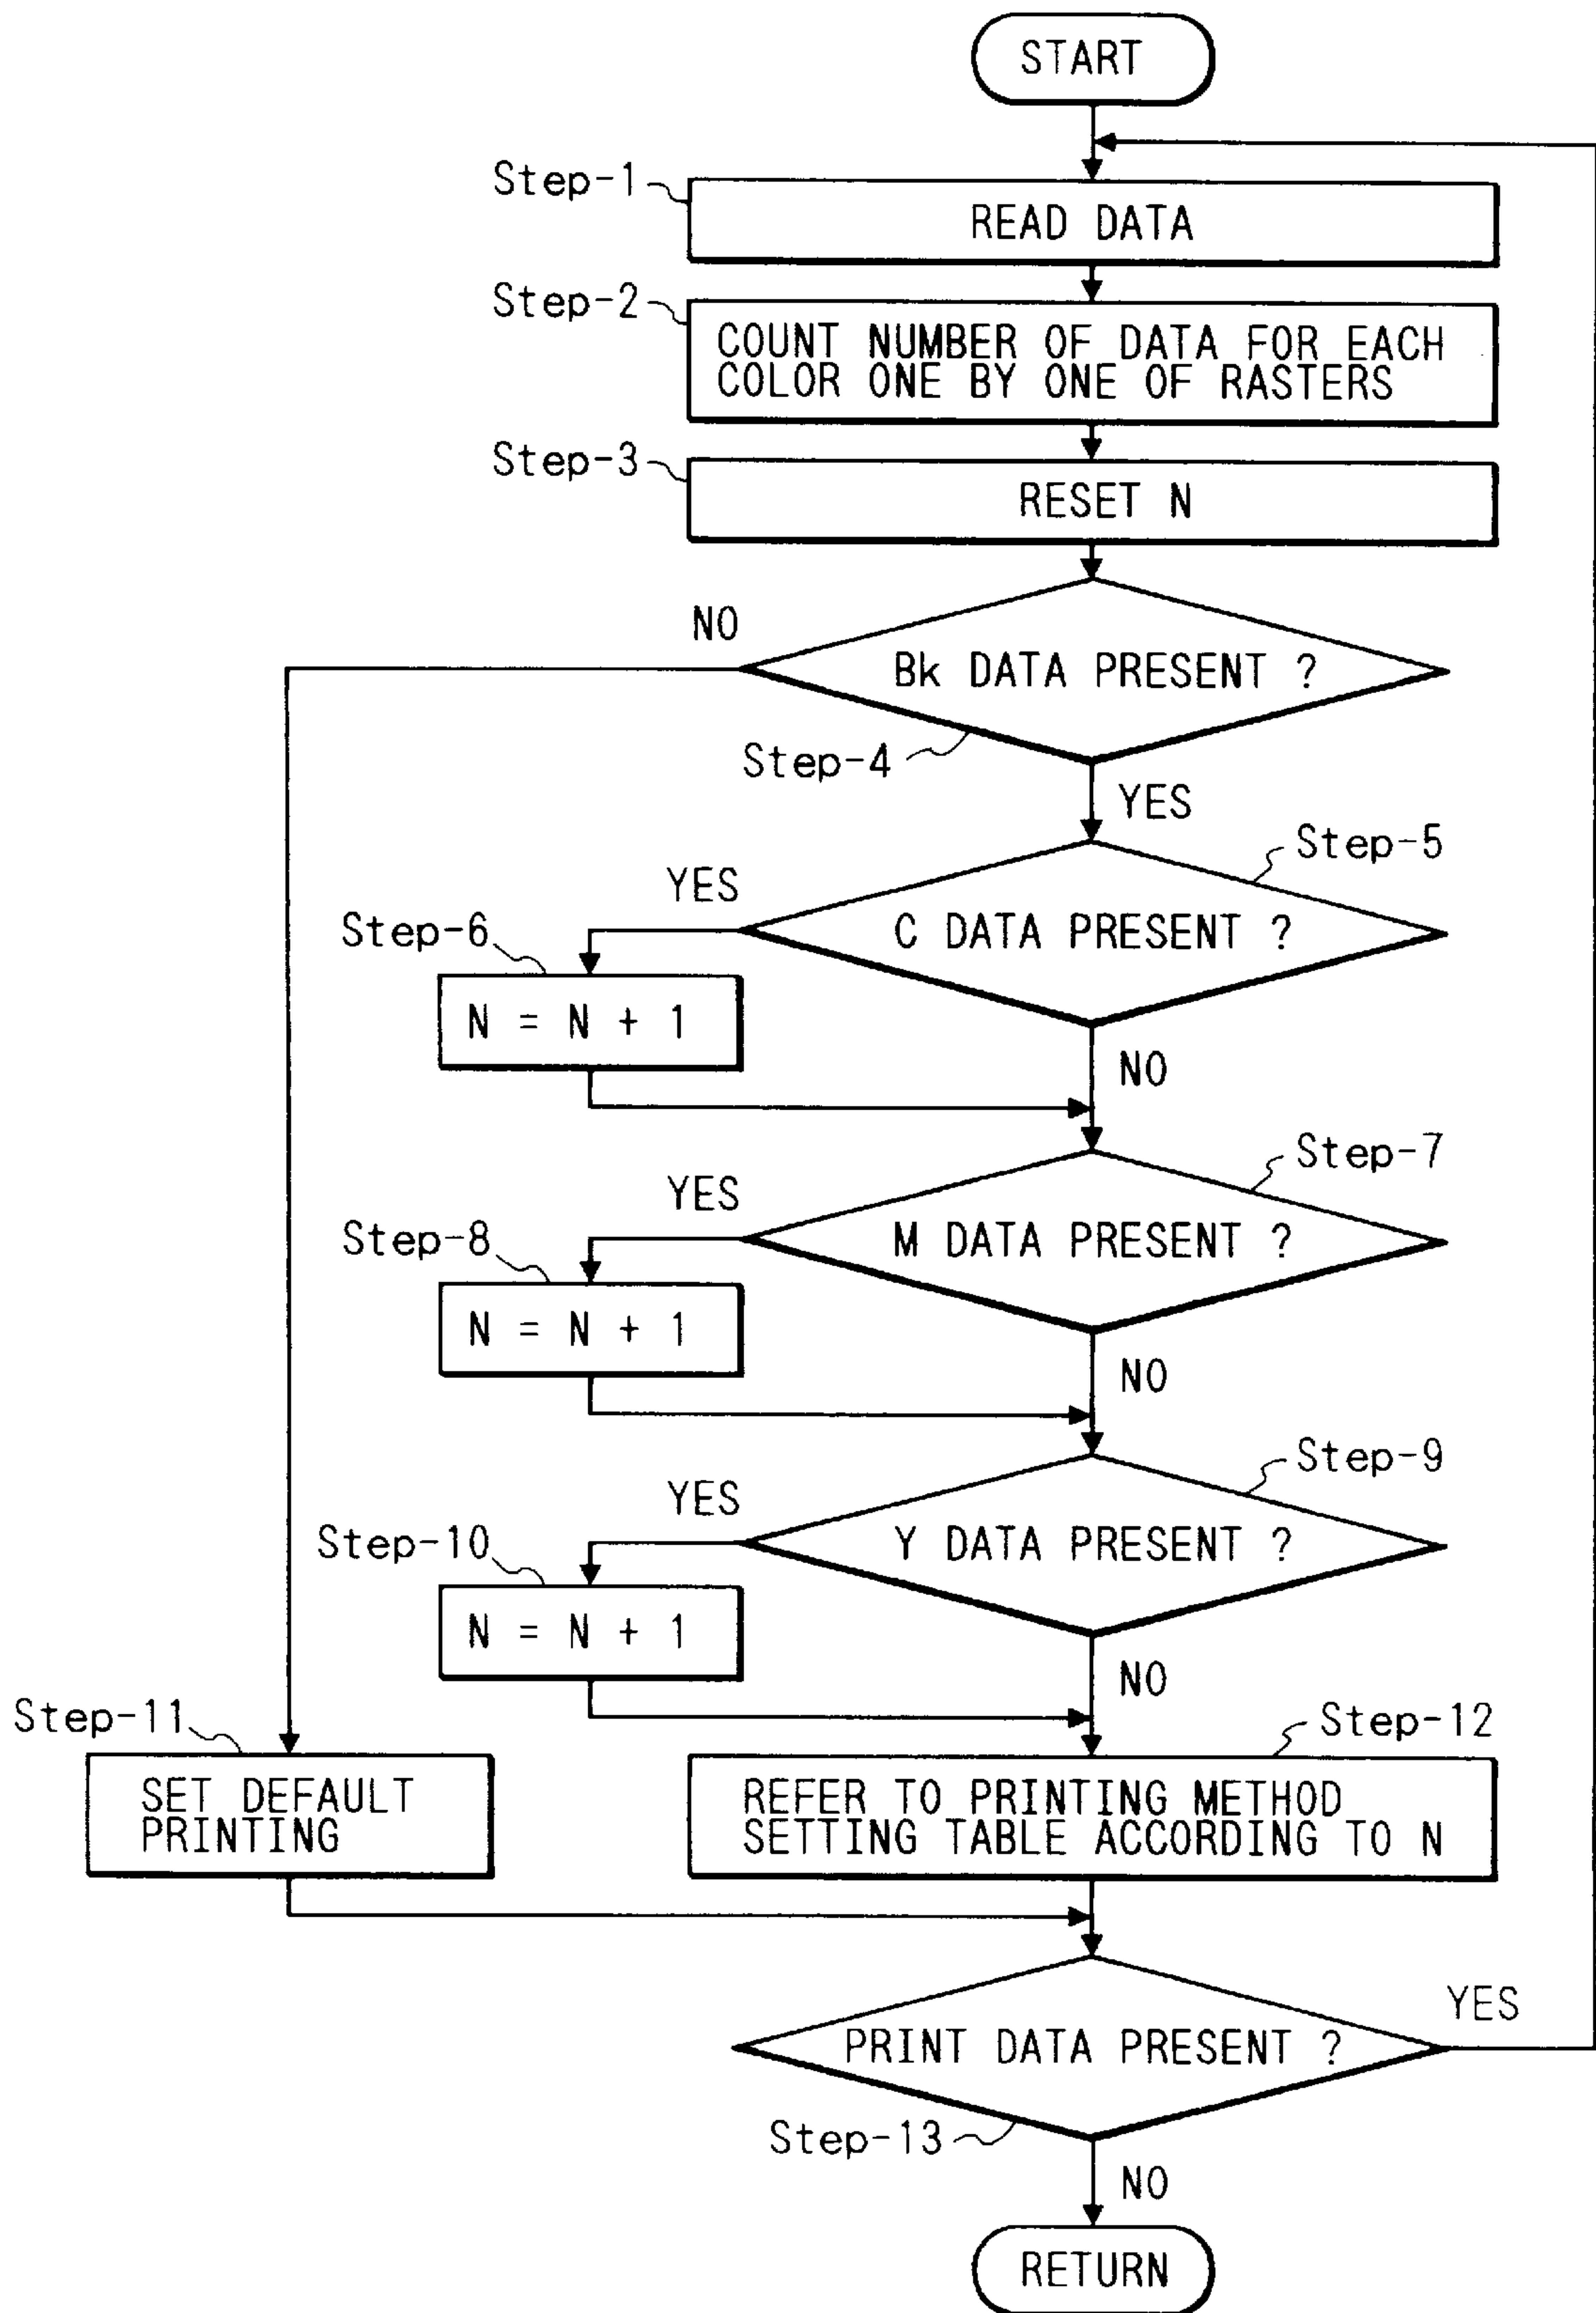 START
Step-1
READ DATA
Step-2
COUNT NUMBER OF DATA FOR EACH
COLOR ONE BY ONE OF RASTERS
Step-3
RESET N
NO
Bk DATA PRESENT ?
Step-4
YES
Step-5
YES
C DATA PRESENT ?
Step-6
N = N + 1
NO
Step-7
YES
M DATA PRESENT ?
Step-8
N = N + 1
NO
Step-9
YES
Y DATA PRESENT ?
Step-10
N = N + 1
NO
Step-11
SET DEFAULT
PRINTING
Step-12
REFER TO PRINTING METHOD
SETTING TABLE ACCORDING TO N
YES
PRINT DATA PRESENT ?
Step-13
NO
RETURN